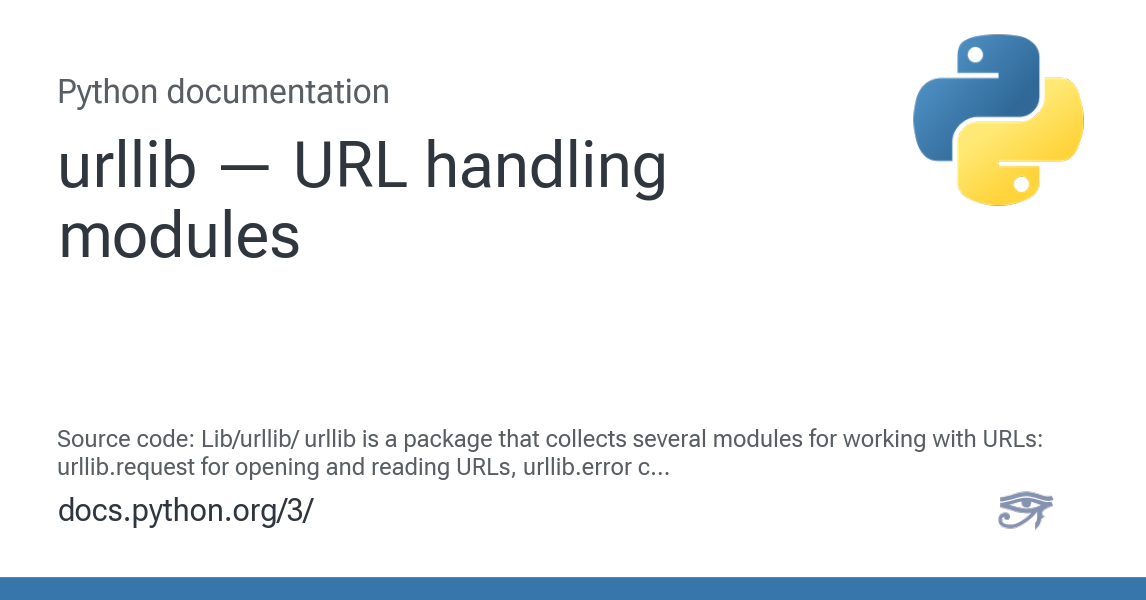 Python documentation
urllib — URL handling
modules
Source code: Lib/urllib/ urllib is a package that collects several modules for working with URLs:
urllib.request for opening and reading URLs, urllib.error c...
docs.python.org/3/